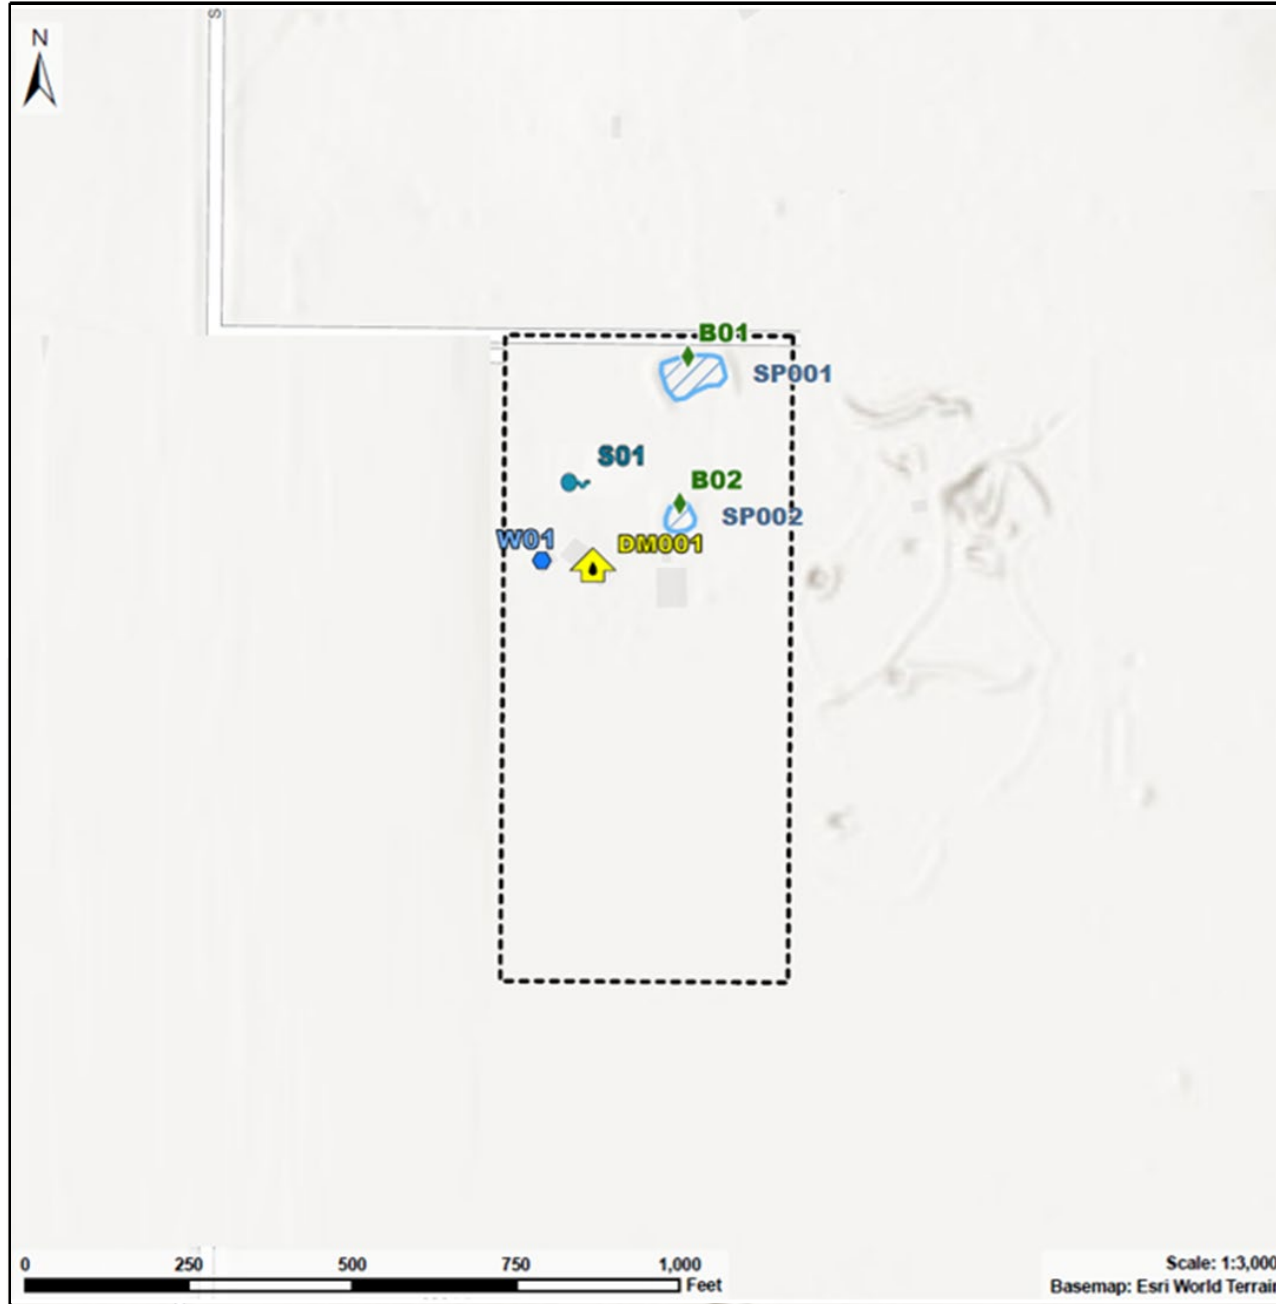 S
N
B01
SP001
S01
B02
SP002
W01
DM001
0 250 500 750 1,000
Feet
Scale: 1:3,000
Basemap: Esri World Terrain